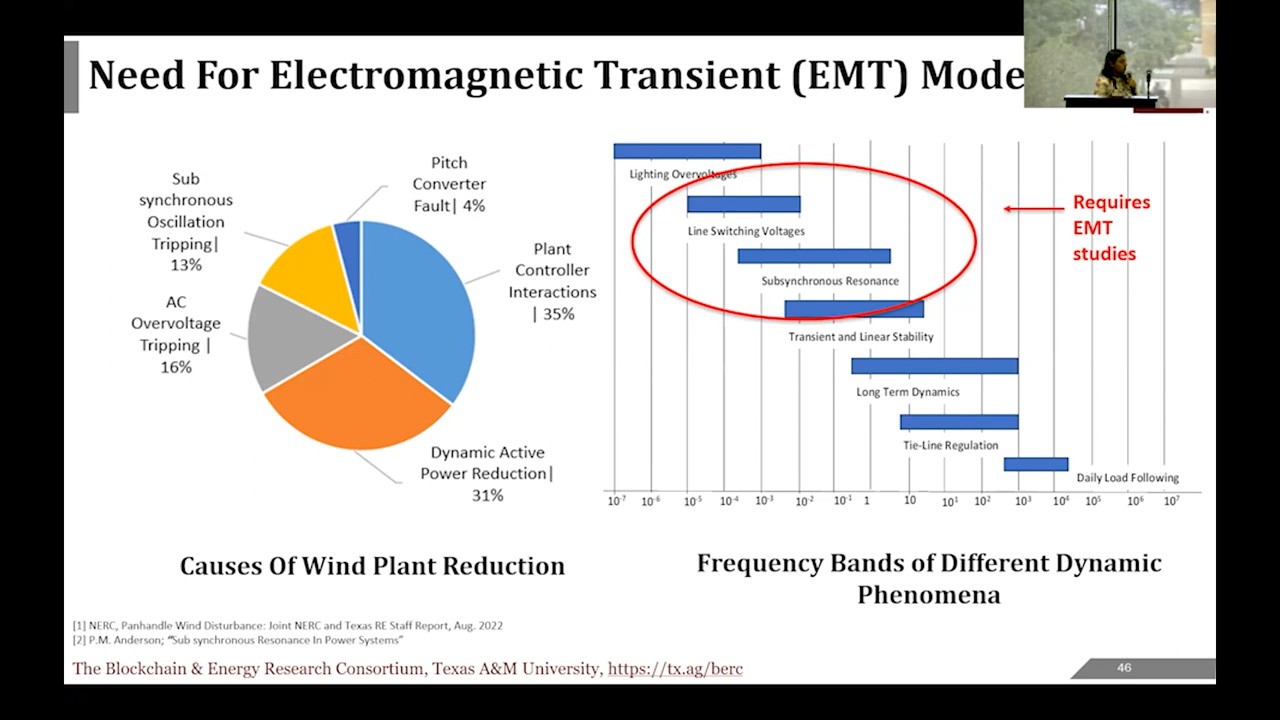 Need For Electromagnetic Transient (EMT) Mode
Sub
synchronous
Oscillation
Tripping|
13%
Pitch
Converter
Fault| 4%
Plant
Controller
Interactions
| 35%
AC
Overvoltage
Tripping |
16%
Dynamic Active
Power Reduction|
31%
Causes Of Wind Plant Reduction
Lighting Overvoltages
Line Switching Voltages
Subsynchronous Resonance
Transient and Linear Stability
Long Term Dynamics
Tie-Line Regulation
Daily Load Following
Requires
EMT
studies
10⁻⁷ 10⁻⁶ 10⁻⁵ 10⁻⁴ 10⁻³ 10⁻² 10⁻¹ 1 10 10¹ 10² 10³ 10⁴ 10⁵ 10⁶ 10⁷
Frequency Bands of Different Dynamic
Phenomena
[1] NERC, Panhandle Wind Disturbance: Joint NERC and Texas RE Staff Report, Aug. 2022
[2] P.M. Anderson; “Sub synchronous Resonance In Power Systems”
The Blockchain & Energy Research Consortium, Texas A&M University, https://tx.ag/berc
46